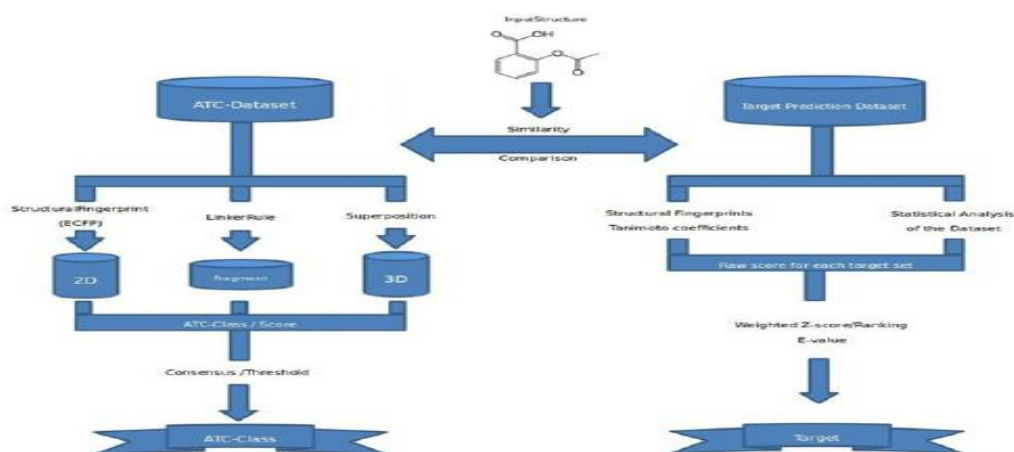 InputStructure
O
OH
O
O
ATC-Dataset
Target Prediction Dataset
Similarity
Comparison
Structural Fingerprint
(ECFP)
LinkerRule
Superposition
Structural Fingerprints
Tanimoto coefficients
Statistical Analysis
of the Dataset
2D
fragment
3D
Raw score for each target set
ATC-Class / Score
Weighted Z-score/Ranking
E-value
Consensus /Threshold
ATC-Class
Target